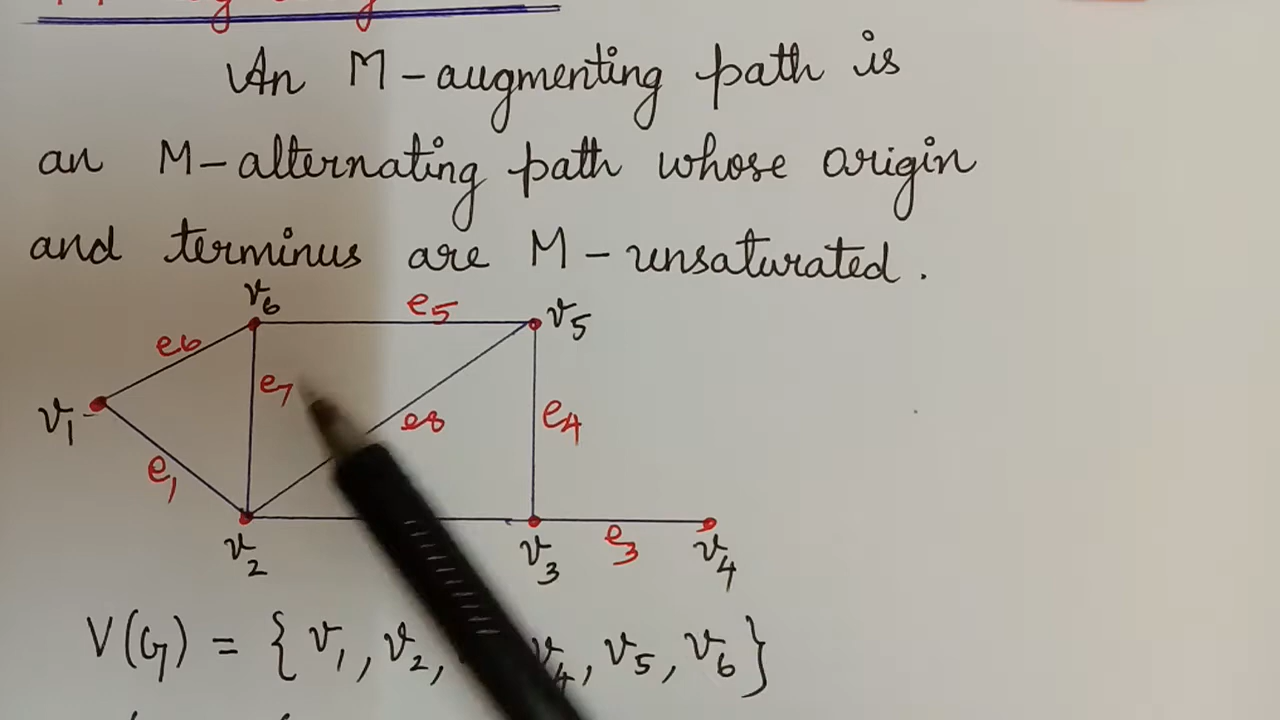 An M-augmenting path is
an M-alternating path whose origin
and terminus are M-unsaturated.
v6 e5 v5
e6
e7
v1 e8 e4
e1
v2 v3 e3 v4
V(G) = { v1, v2, v4, v5, v6 }